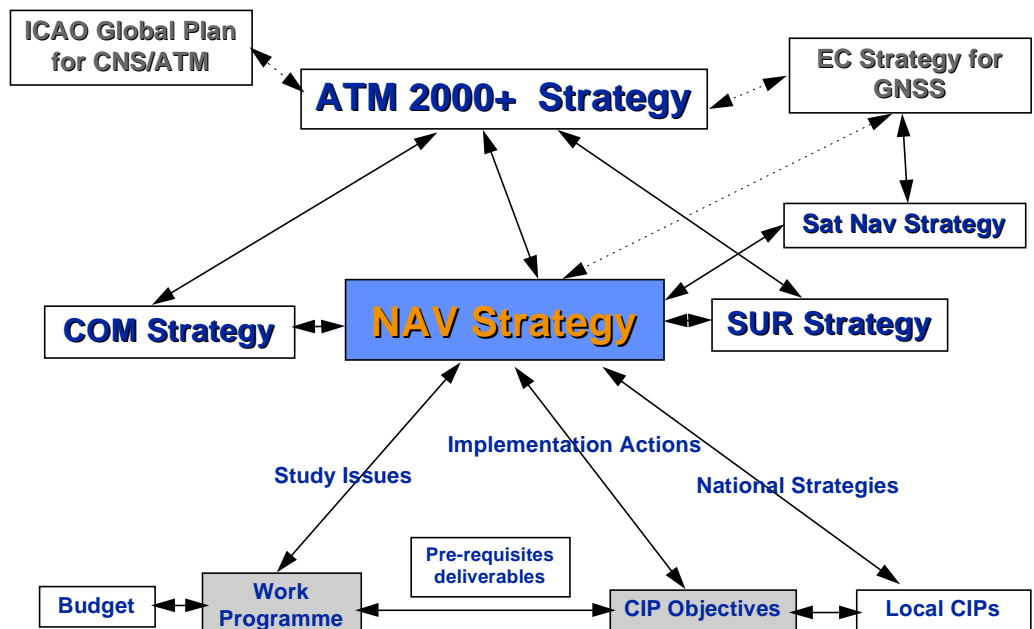 ICAO Global Plan
for CNS/ATM
EC Strategy for
GNSS
ATM 2000+ Strategy
Sat Nav Strategy
COM Strategy
NAV Strategy
SUR Strategy
Implementation Actions
Study Issues
National Strategies
Pre-requisites
deliverables
Budget
Work
Programme
CIP Objectives
Local CIPs